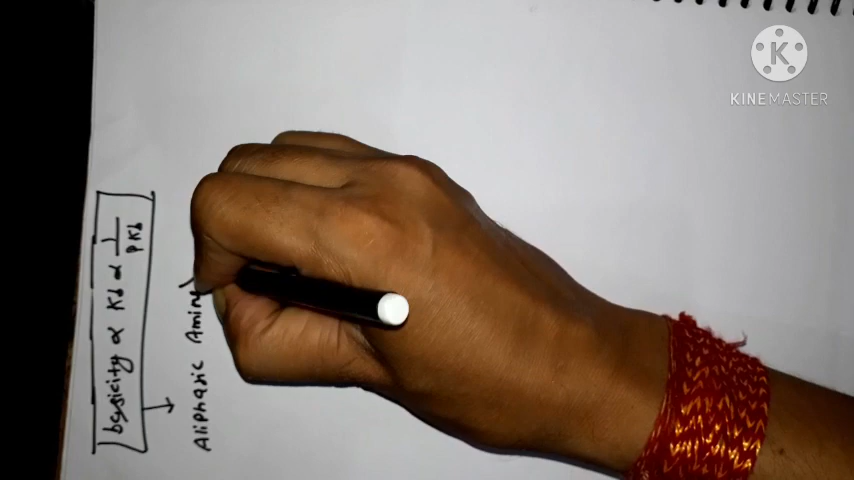 basicity ∝ Kb ∝ 1/PKb
Aliphatic Amin
KINEMASTER